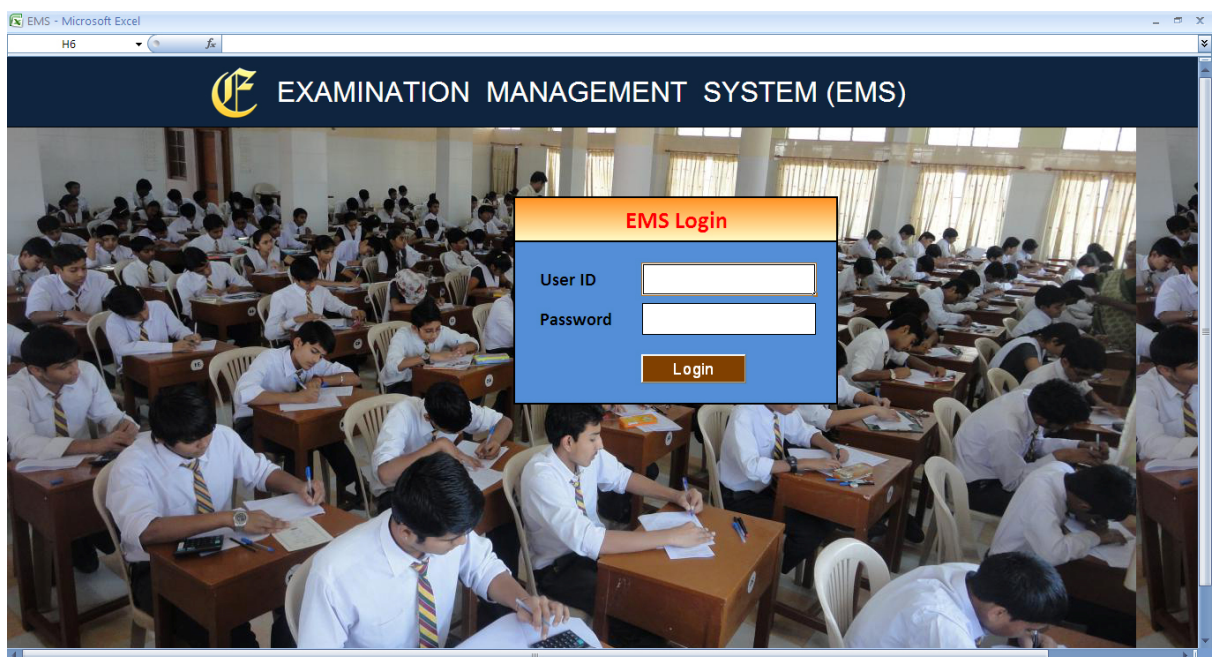 EMS - Microsoft Excel
H6
fx
E EXAMINATION MANAGEMENT SYSTEM (EMS)
EMS Login
User ID
Password
Login